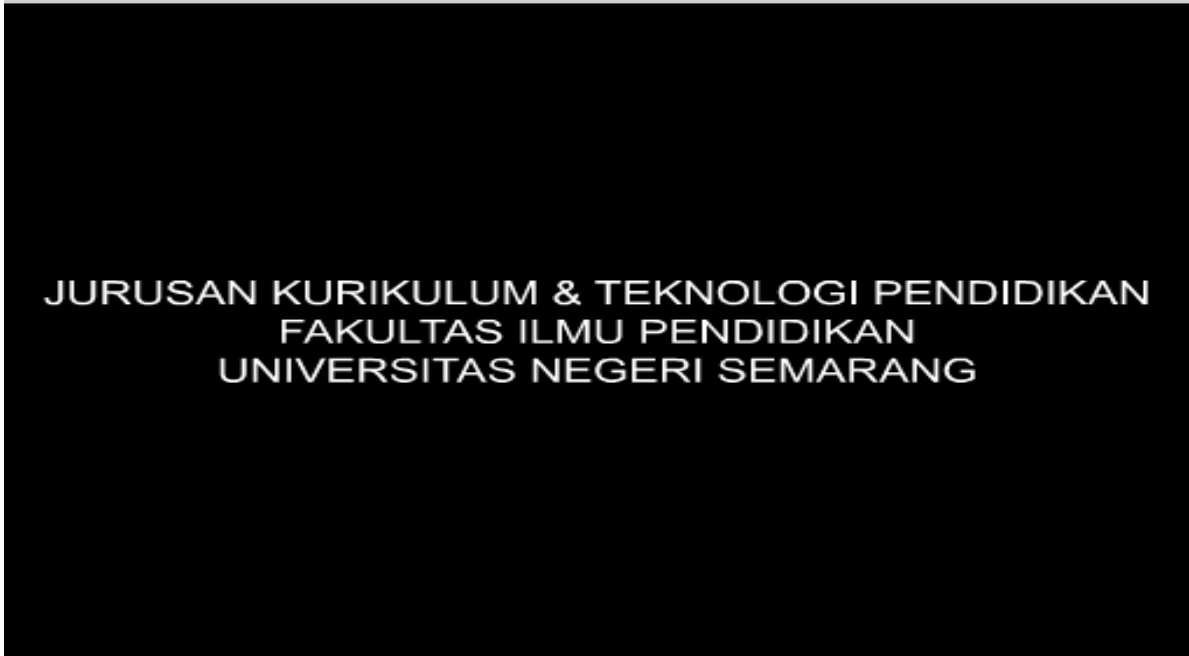 JURUSAN KURIKULUM & TEKNOLOGI PENDIDIKAN
FAKULTAS ILMU PENDIDIKAN
UNIVERSITAS NEGERI SEMARANG